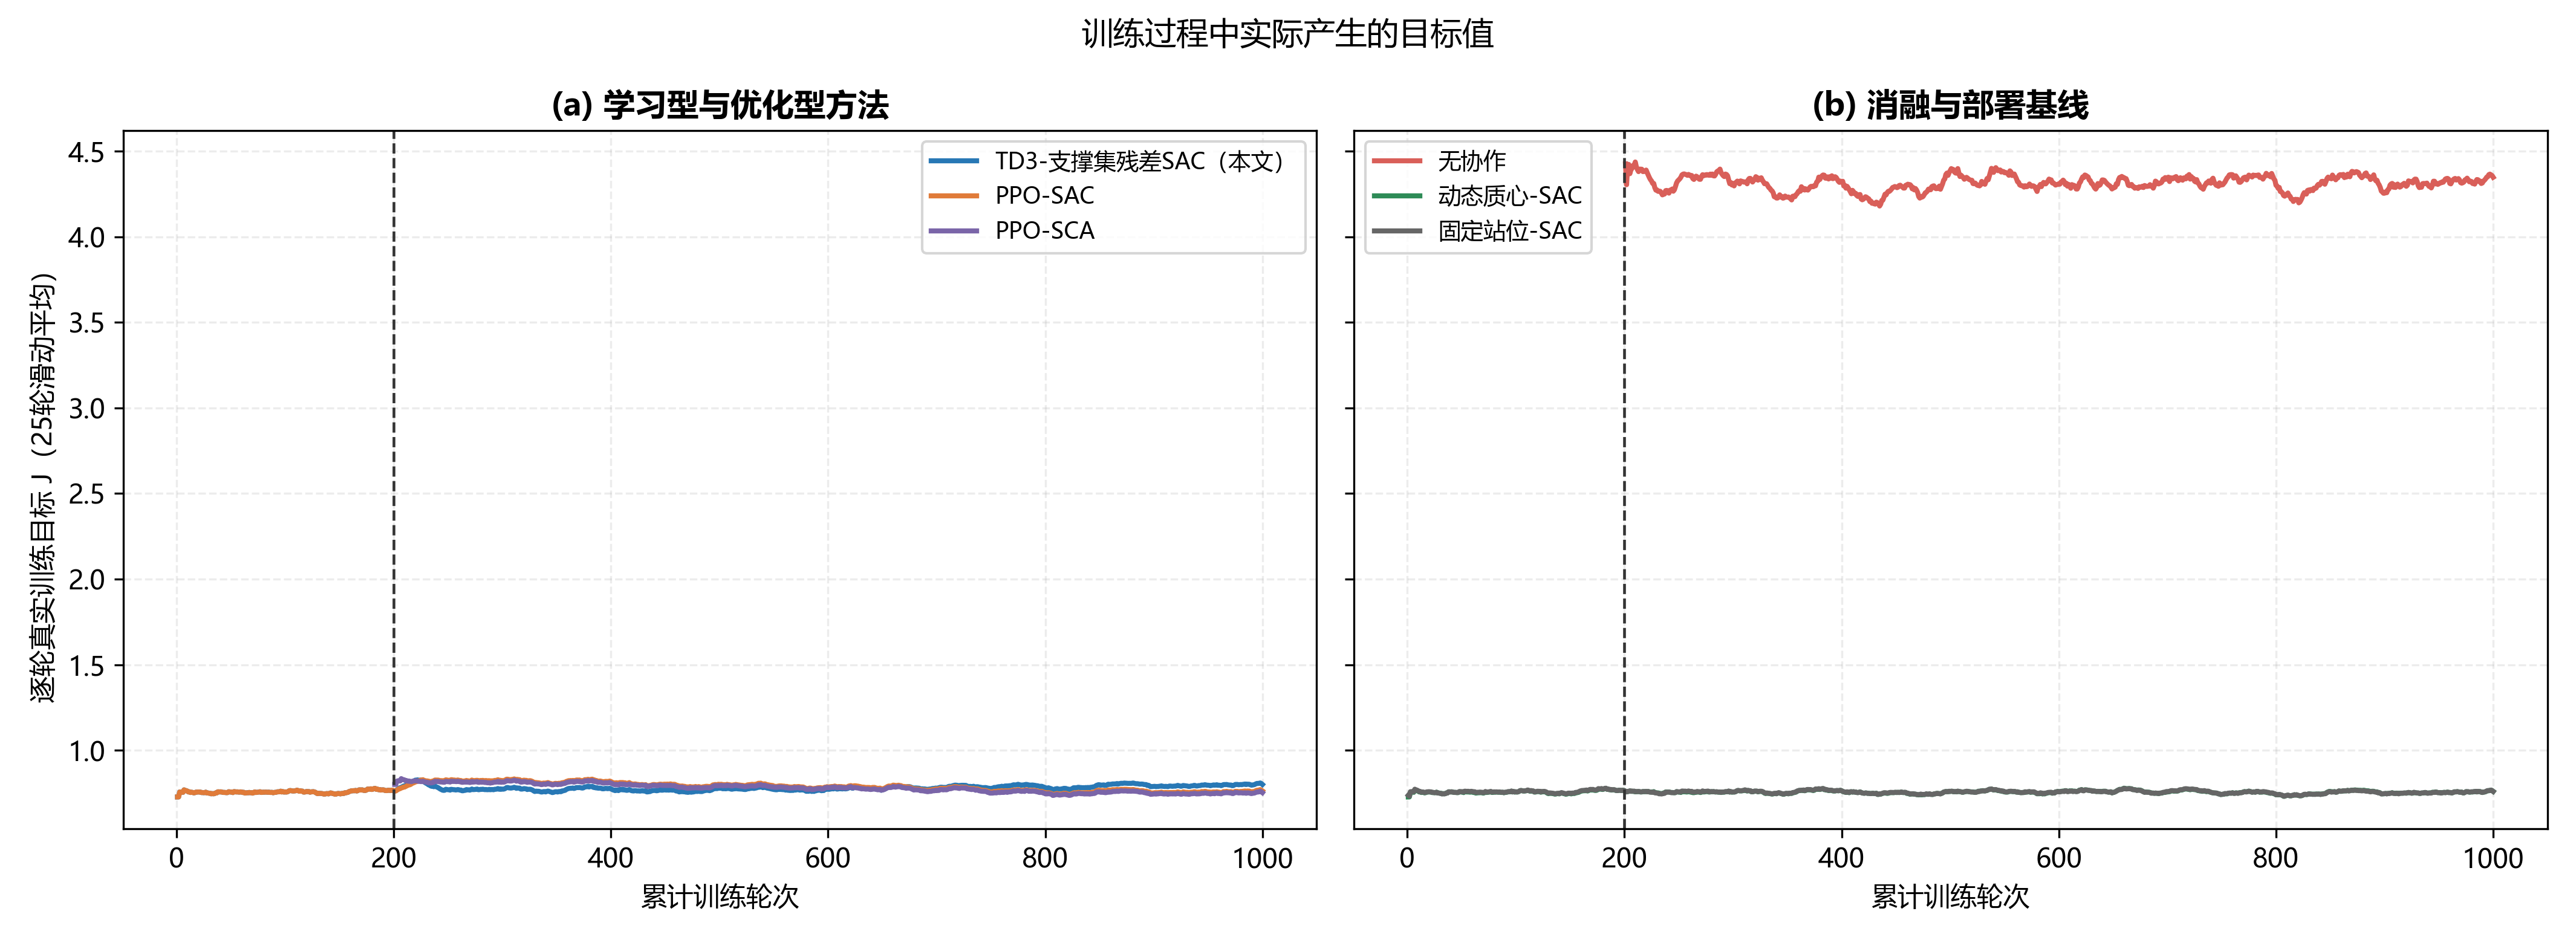 训练过程中实际产生的目标值
(a) 学习型与优化型方法
逐轮真实训练目标 J（25轮滑动平均）
4.5
4.0
3.5
3.0
2.5
2.0
1.5
1.0
TD3-支撑集残差SAC（本文）
PPO-SAC
PPO-SCA
0 200 400 600 800 1000
累计训练轮次
(b) 消融与部署基线
无协作
动态质心-SAC
固定站位-SAC
0 200 400 600 800 1000
累计训练轮次